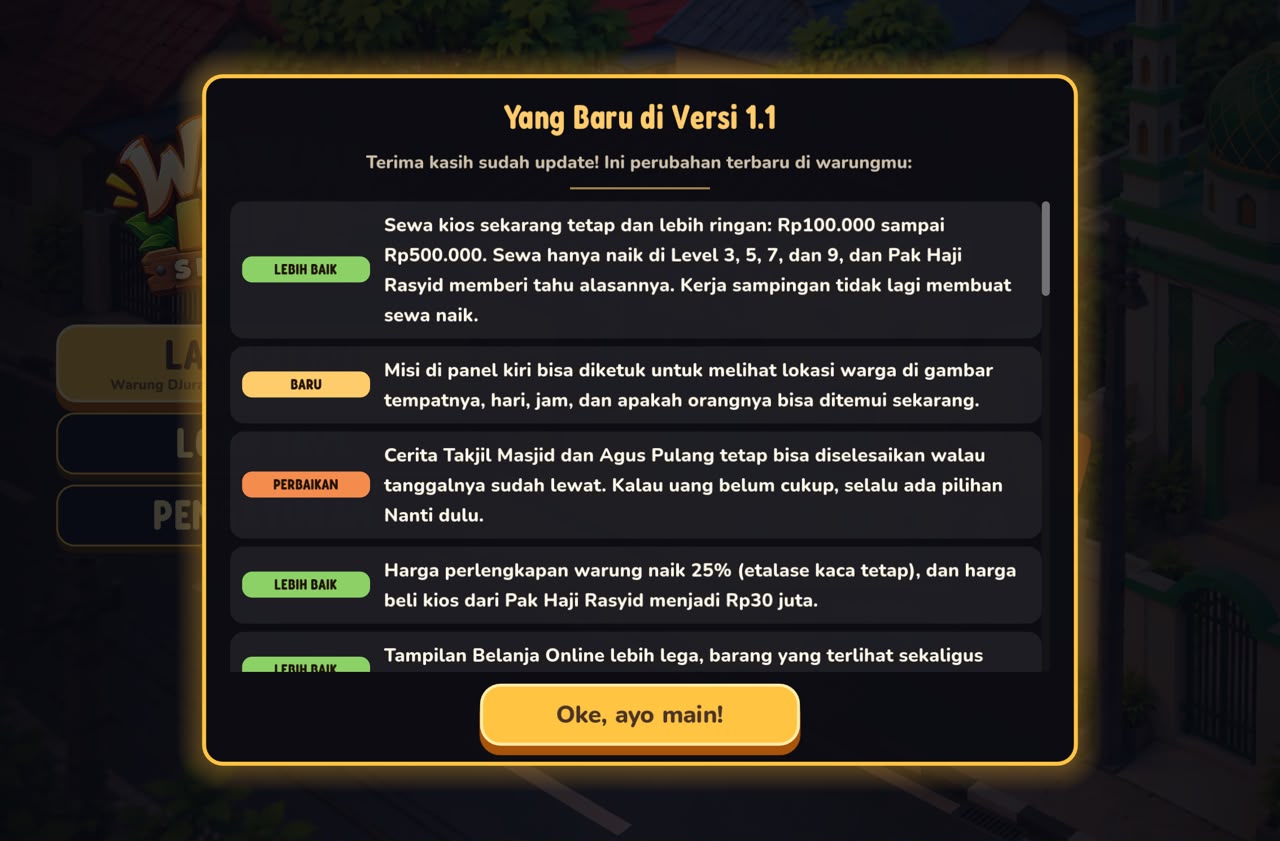 Yang Baru di Versi 1.1
Terima kasih sudah update! Ini perubahan terbaru di warungmu:
LEBIH BAIK
Sewa kios sekarang tetap dan lebih ringan: Rp100.000 sampai
Rp500.000. Sewa hanya naik di Level 3, 5, 7, dan 9, dan Pak Haji
Rasyid memberi tahu alasannya. Kerja sampingan tidak lagi membuat
sewa naik.
BARU
Misi di panel kiri bisa diketuk untuk melihat lokasi warga di gambar
tempatnya, hari, jam, dan apakah orangnya bisa ditemui sekarang.
PERBAIKAN
Cerita Takjil Masjid dan Agus Pulang tetap bisa diselesaikan walau
tanggalnya sudah lewat. Kalau uang belum cukup, selalu ada pilihan
Nanti dulu.
LEBIH BAIK
Harga perlengkapan warung naik 25% (etalase kaca tetap), dan harga
beli kios dari Pak Haji Rasyid menjadi Rp30 juta.
LEBIH BAIK
Tampilan Belanja Online lebih lega, barang yang terlihat sekaligus
Oke, ayo main!